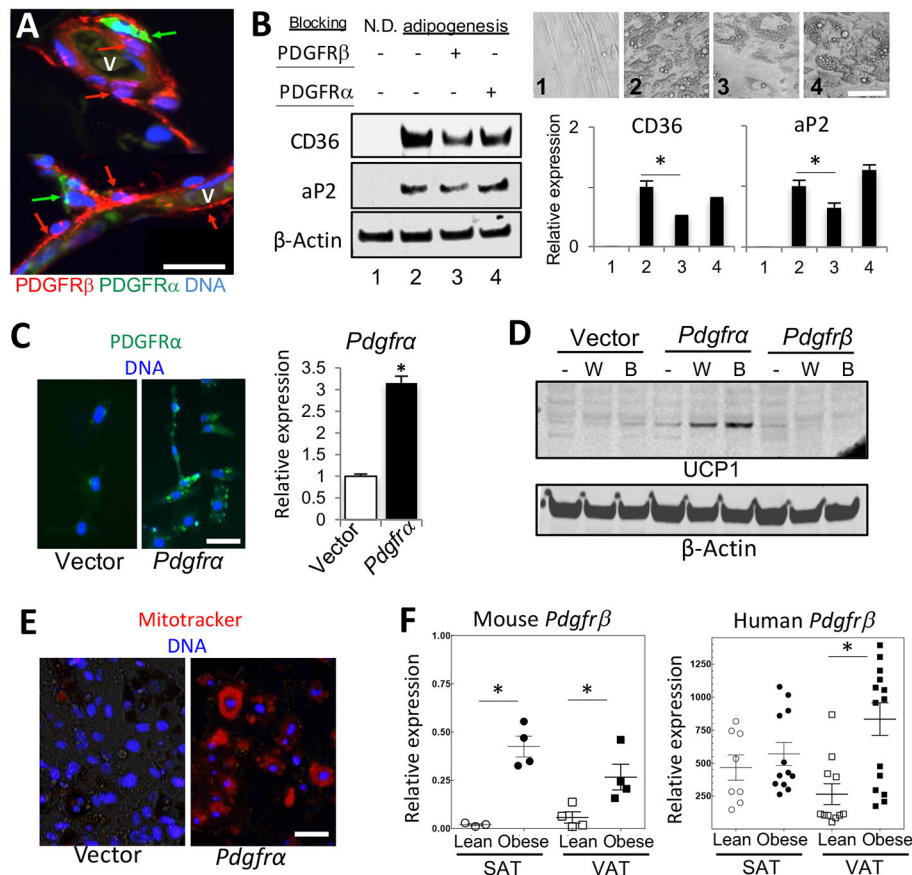 A
V
V
PDGFRβ PDGFRα DNA
B
Blocking N.D. adipogenesis
PDGFRβ - - + -
PDGFRα - - - +
CD36
aP2
β-Actin
1 2 3 4
1 2 3 4
CD36 aP2
Relative expression
2
1
0
* *
1 2 3 4 1 2 3 4
C
PDGFRα
DNA
Vector Pdgfrα
Pdgfrα
Relative expression
3.5
3
2.5
2
1.5
1
0.5
0
*
Vector
Pdgfrα
D
Vector Pdgfrα Pdgfrβ
- W B - W B - W B
UCP1
β-Actin
E
Mitotracker
DNA
Vector Pdgfrα
F
Mouse Pdgfrβ
Relative expression
1.00
0.75
0.50
0.25
0.00
* *
Lean Obese Lean Obese
SAT VAT
Human Pdgfrβ
Relative expression
1250
1000
750
500
250
*
Lean Obese Lean Obese
SAT VAT